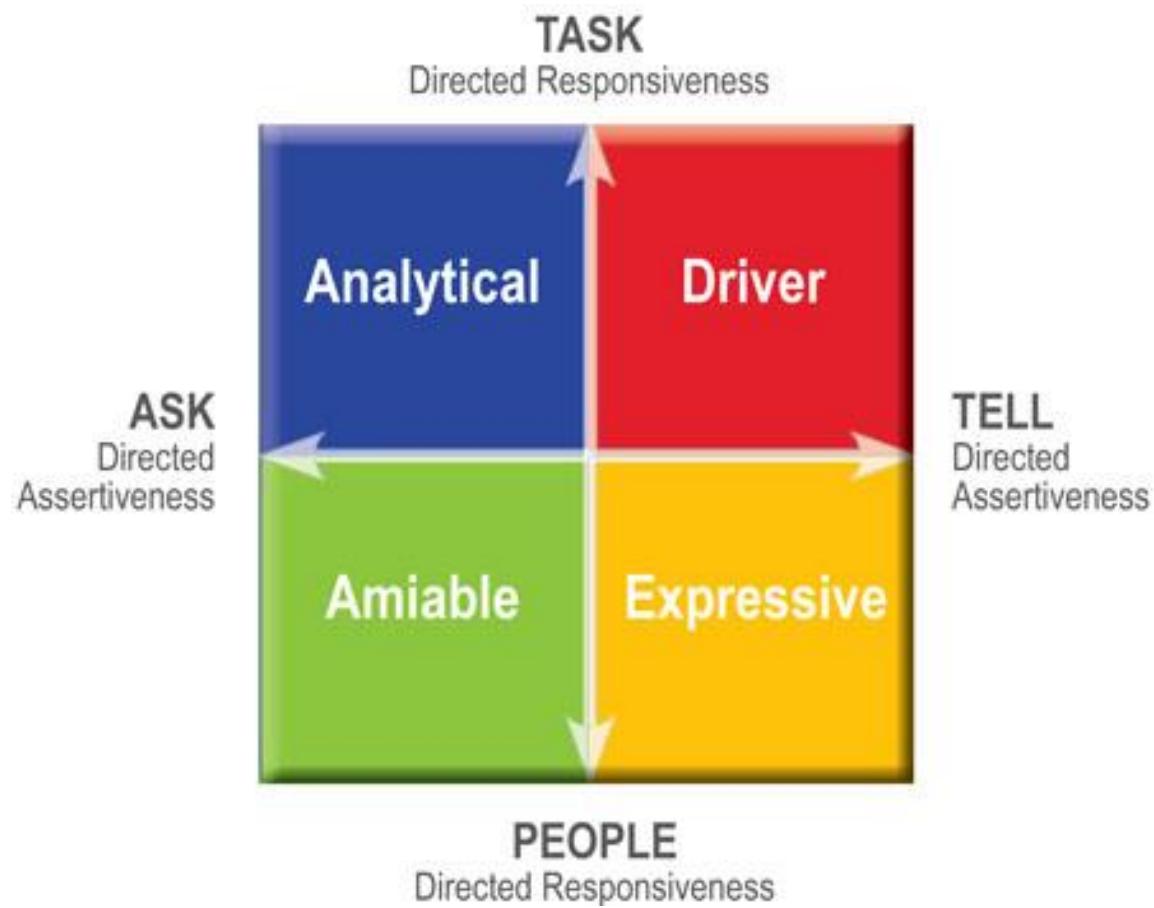 TASK
Directed Responsiveness
Analytical
Driver
ASK
Directed
Assertiveness
TELL
Directed
Assertiveness
Amiable
Expressive
PEOPLE
Directed Responsiveness